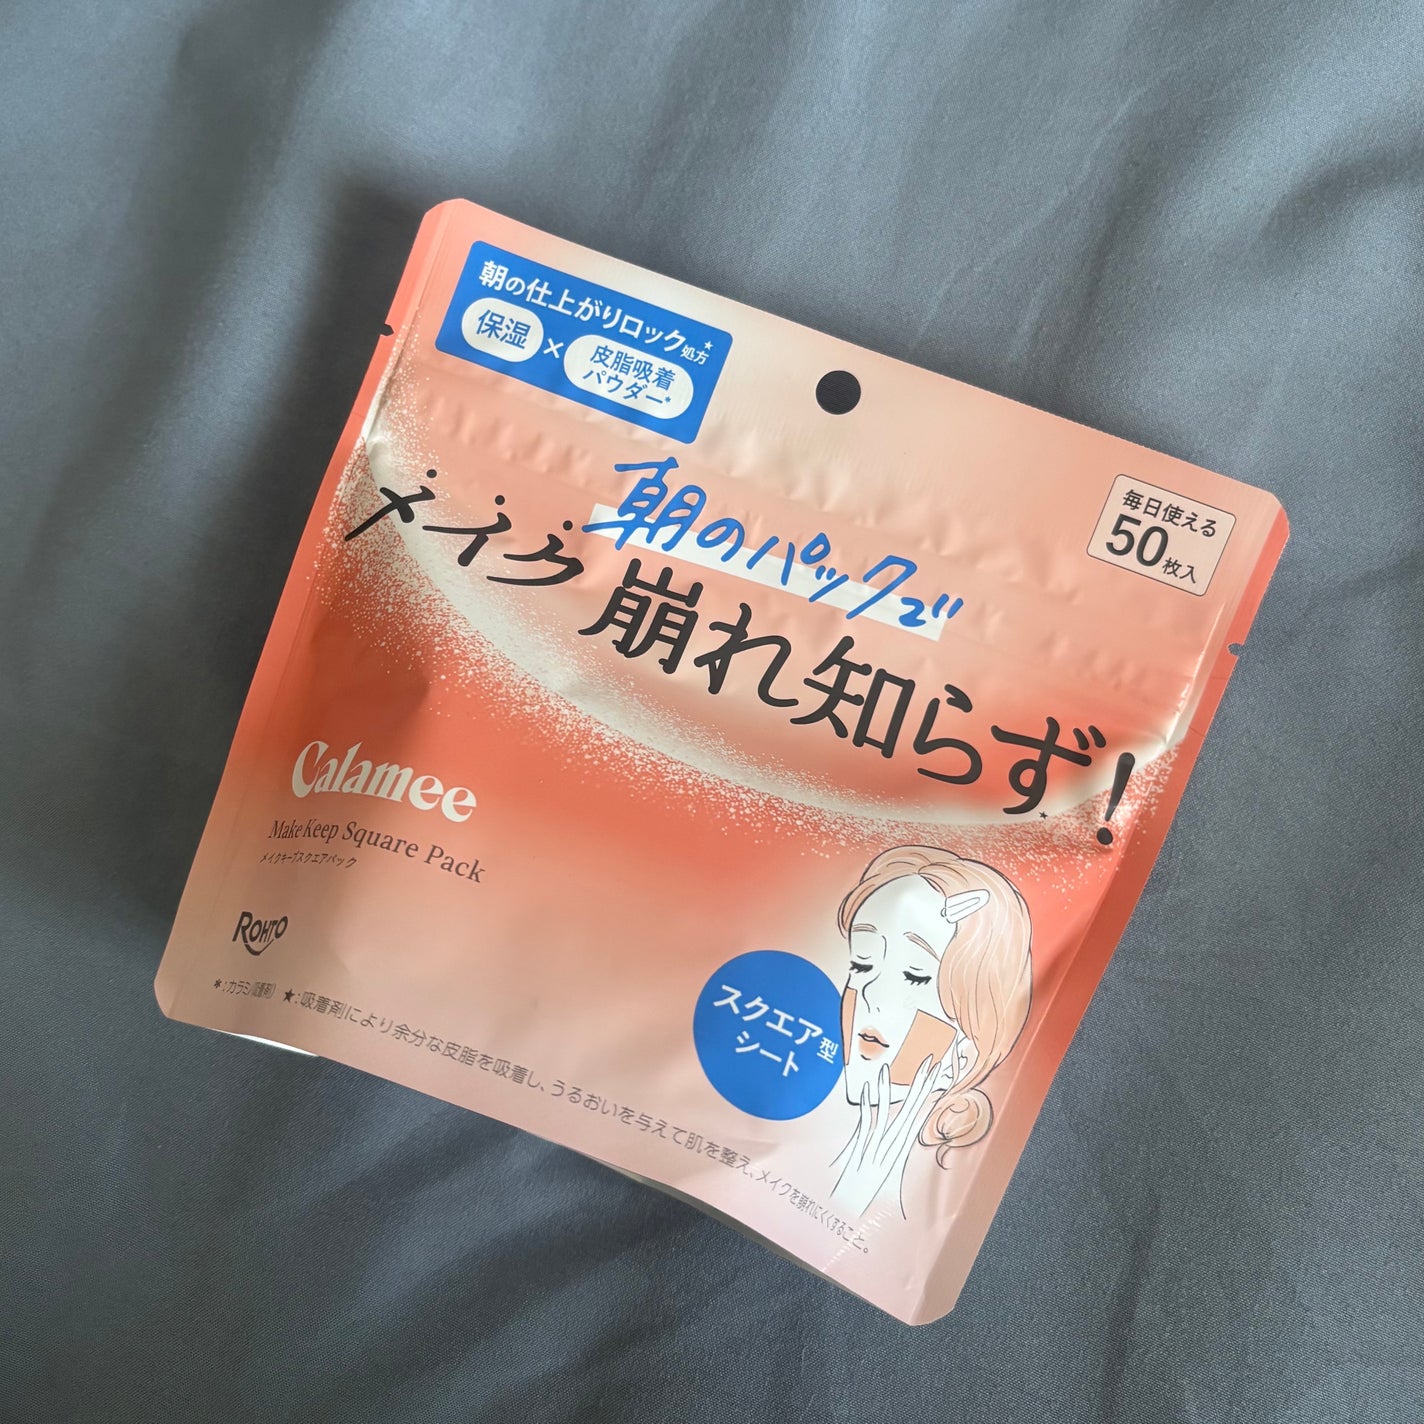 朝の仕上がりロック処方★
保湿×皮脂吸着パウダー*
毎日使える
50枚入
朝のパックで
メイク崩れ知らず!★
Calamee
Make Keep Square Pack
メイクキープスクエアパック
ROHTO
スクエア型
シート
*:カラミン(吸着剤) ★:吸着剤により余分な皮脂を吸着し、うるおいを与えて肌を整え、メイクを崩れにくくすること。